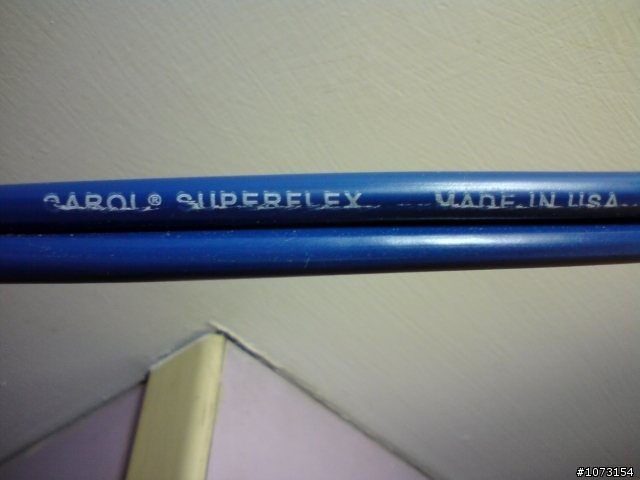 CAROL® SUPERFLEX MADE IN USA
#1073154